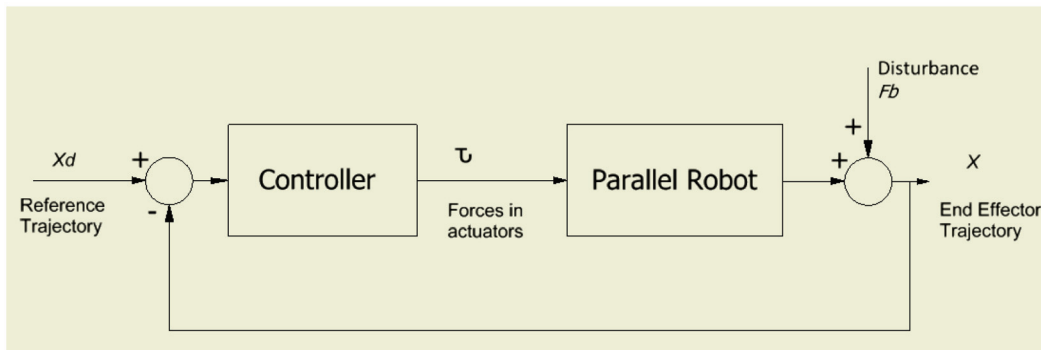 Disturbance
Fb
+
Xd
+
Controller
τ
Parallel Robot
+
X
-
Reference
Trajectory
Forces in
actuators
End Effector
Trajectory